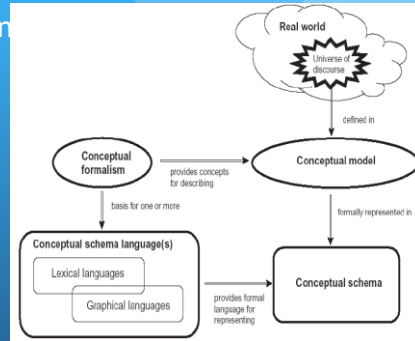 Real world
Universe of
discourse
defined in
Conceptual
formalism
provides concepts
for describing
Conceptual model
basis for one or more
formally represented in
Conceptual schema language(s)
Lexical languages
Graphical languages
provides formal
language for
representing
Conceptual schema